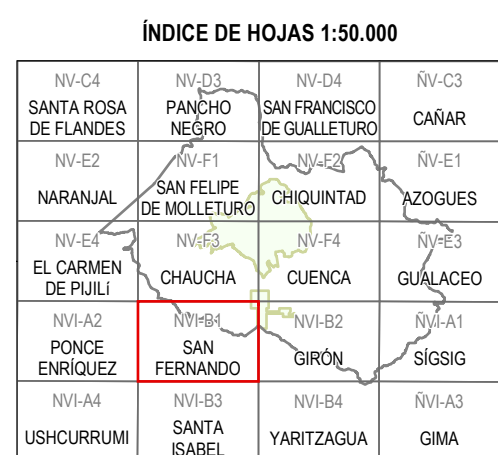 ÍNDICE DE HOJAS 1:50.000
NV-C4
SANTA ROSA
DE FLANDES
NV-D3
PANCHO
NEGRO
NV-D4
SAN FRANCISCO
DE GUALLETURO
ÑV-C3
CAÑAR
NV-E2
NARANJAL
NV-F1
SAN FELIPE
DE MOLLETURO
NV-F2
CHIQUINTAD
ÑV-E1
AZOGUES
NV-E4
EL CARMEN
DE PIJILí
NV-F3
CHAUCHA
NV-F4
CUENCA
ÑV-E3
GUALACEO
NVI-A2
PONCE
ENRÍQUEZ
NVI-B1
SAN
FERNANDO
NVI-B2
GIRÓN
ÑVI-A1
SÍGSIG
NVI-A4
USHCURRUMI
NVI-B3
SANTA
ISABEL
NVI-B4
YARITZAGUA
ÑVI-A3
GIMA